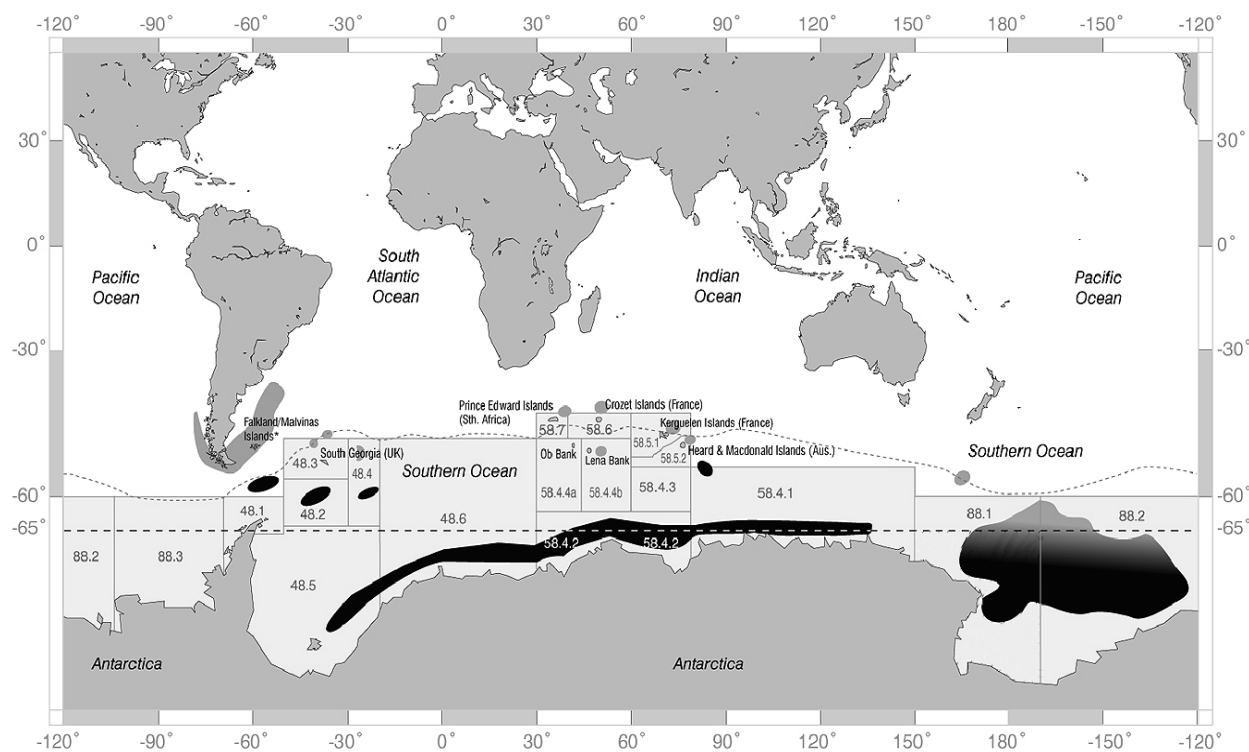 -120° -90° -60° -30° 0° 30° 60° 90° 120° 150° 180° -150° -120°
30° 30°
0° 0°
-30° -30°
-60° -60°
-65° -65°
Pacific
Ocean
South
Atlantic
Ocean
Indian
Ocean
Pacific
Ocean
Falkland/Malvinas
Islands*
South Georgia (UK)
Prince Edward Islands
(Sth. Africa)
Crozet Islands (France)
Kerguelen Islands (France)
Heard & Macdonald Islands (Aus.)
Ob Bank
Lena Bank
Southern Ocean
Southern Ocean
58.7 58.6
58.5.1
58.5.2
48.3
48.4
58.4.4a 58.4.4b 58.4.3 58.4.1
48.1 48.2 48.6 88.1 88.2
58.4.2 58.4.2
88.2 88.3
48.5
Antarctica Antarctica
-120° -90° -60° -30° 0° 30° 60° 90° 120° 150° 180° -150° -120°